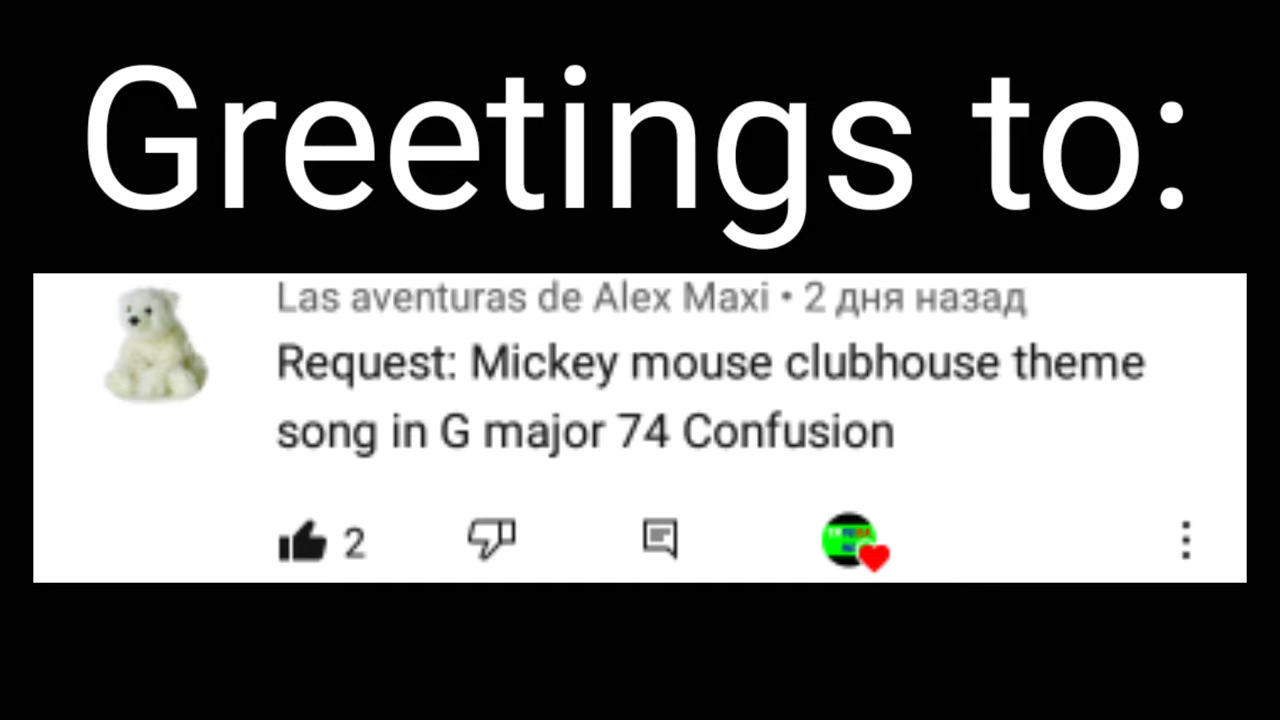 Greetings to:
Las aventuras de Alex Maxi • 2 дня назад
Request: Mickey mouse clubhouse theme
song in G major 74 Confusion
2